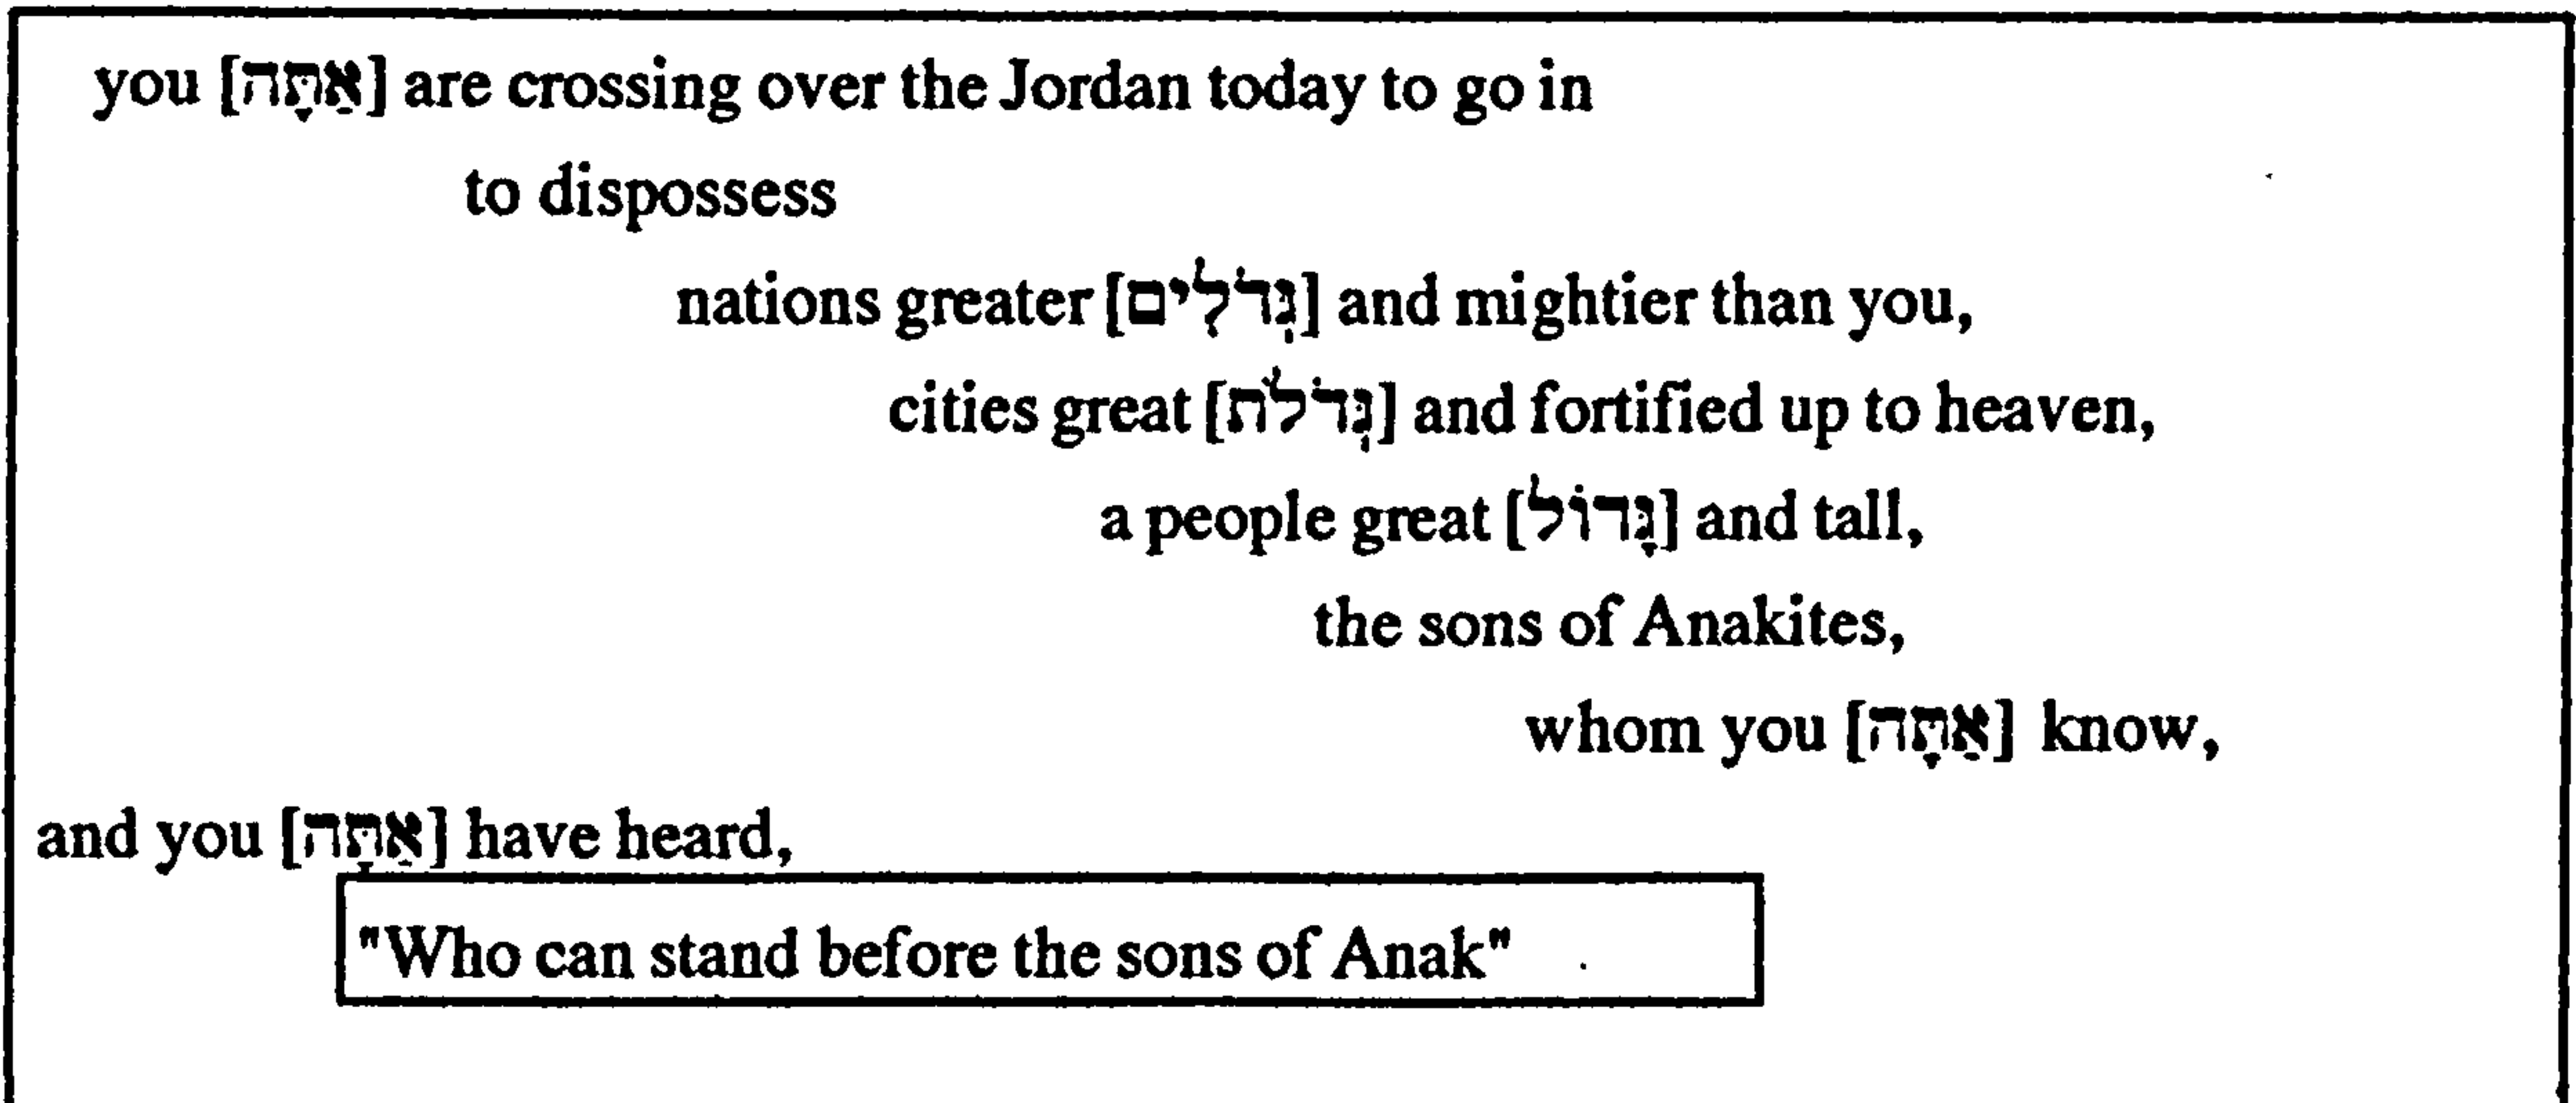 you [אַתָּה] are crossing over the Jordan today to go in
to dispossess
nations greater [גְּדֹלִים] and mightier than you,
cities great [גְּדֹלֹת] and fortified up to heaven,
a people great [גָּדוֹל] and tall,
the sons of Anakites,
whom you [אַתָּה] know,
and you [אַתָּה] have heard,
"Who can stand before the sons of Anak"